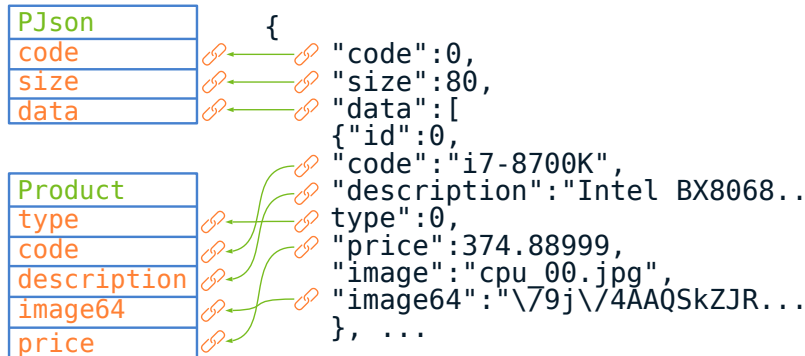 PJson
code
size
data
Product
type
code
description
image64
price
{
"code":0,
"size":80,
"data":[
{"id":0,
"code":"i7-8700K",
"description":"Intel BX8068..
type":0,
"price":374.88999,
"image":"cpu_00.jpg",
"image64":"\/9j\/4AAQSkZJR...
}, ...